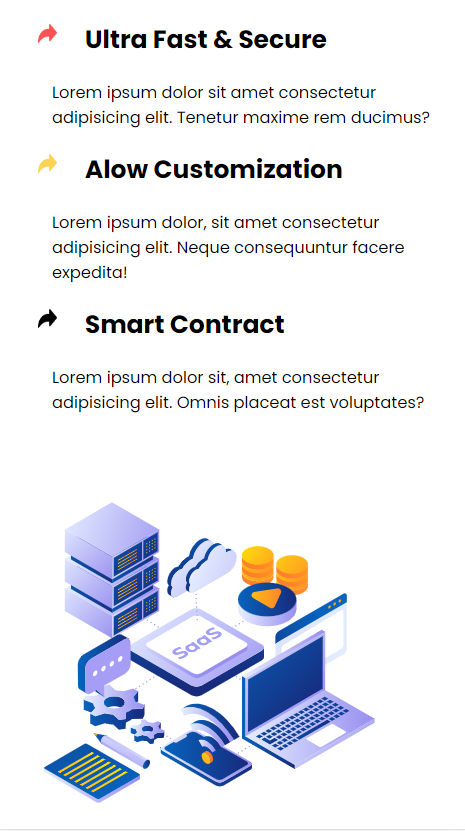 Ultra Fast & Secure
Lorem ipsum dolor sit amet consectetur
adipisicing elit. Tenetur maxime rem ducimus?
Alow Customization
Lorem ipsum dolor, sit amet consectetur
adipisicing elit. Neque consequuntur facere
expedita!
Smart Contract
Lorem ipsum dolor sit, amet consectetur
adipisicing elit. Omnis placeat est voluptates?
SaaS